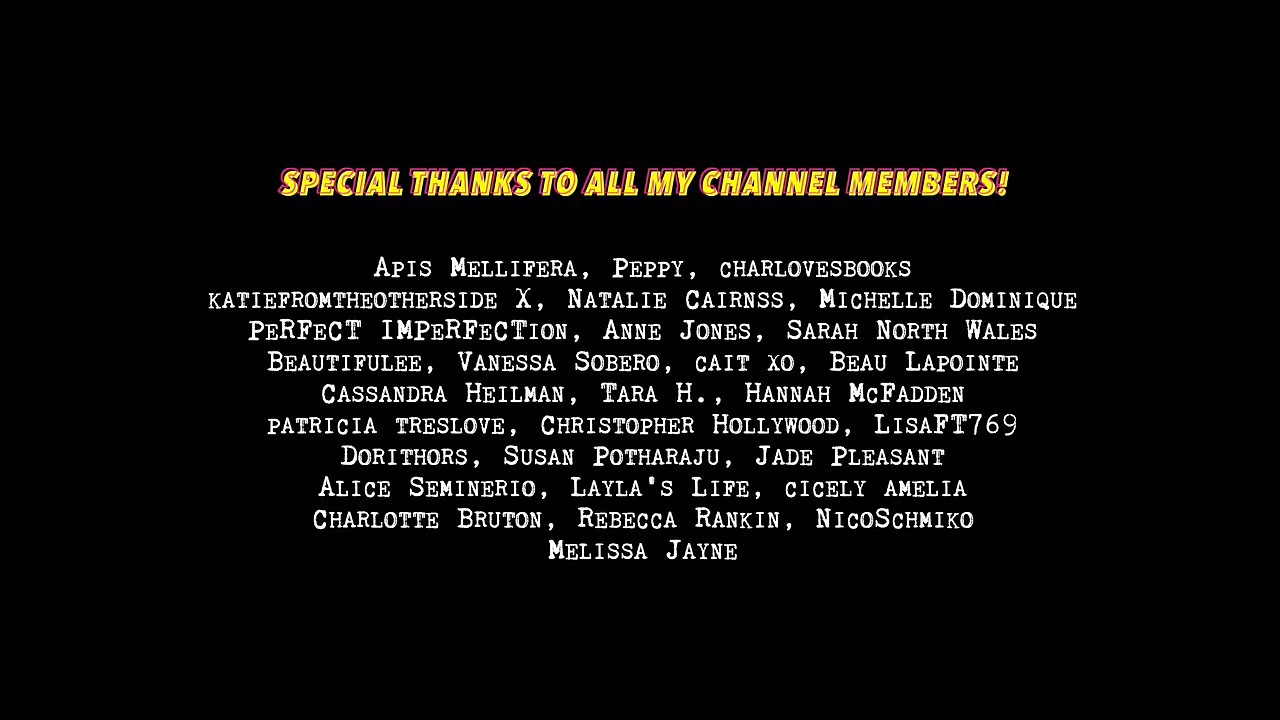 SPECIAL THANKS TO ALL MY CHANNEL MEMBERS!
Apis Mellifera, Peppy, charlovesbooks
katiefromtheotherside X, Natalie Cairnss, Michelle Dominique
PeRFeCT IMPeRFeCTion, Anne Jones, Sarah North Wales
Beautifulee, Vanessa Sobero, cait xo, Beau Lapointe
Cassandra Heilman, Tara H., Hannah McFadden
patricia treslove, Christopher Hollywood, LisaFT769
Dorithors, Susan Potharaju, Jade Pleasant
Alice Seminerio, Layla's Life, cicely amelia
Charlotte Bruton, Rebecca Rankin, NicoSchmiko
Melissa Jayne